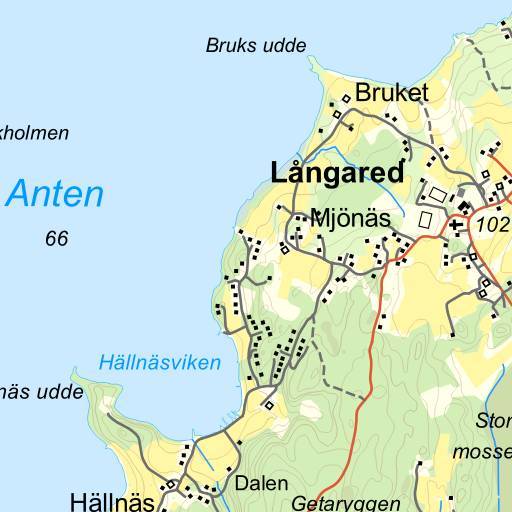 Bruks udde
Bruket
kholmen
Långared
Anten
Mjönäs
102
66
Hällnäsviken
näs udde
Stor
mosse
Dalen
Hällnäs
Getaryggen